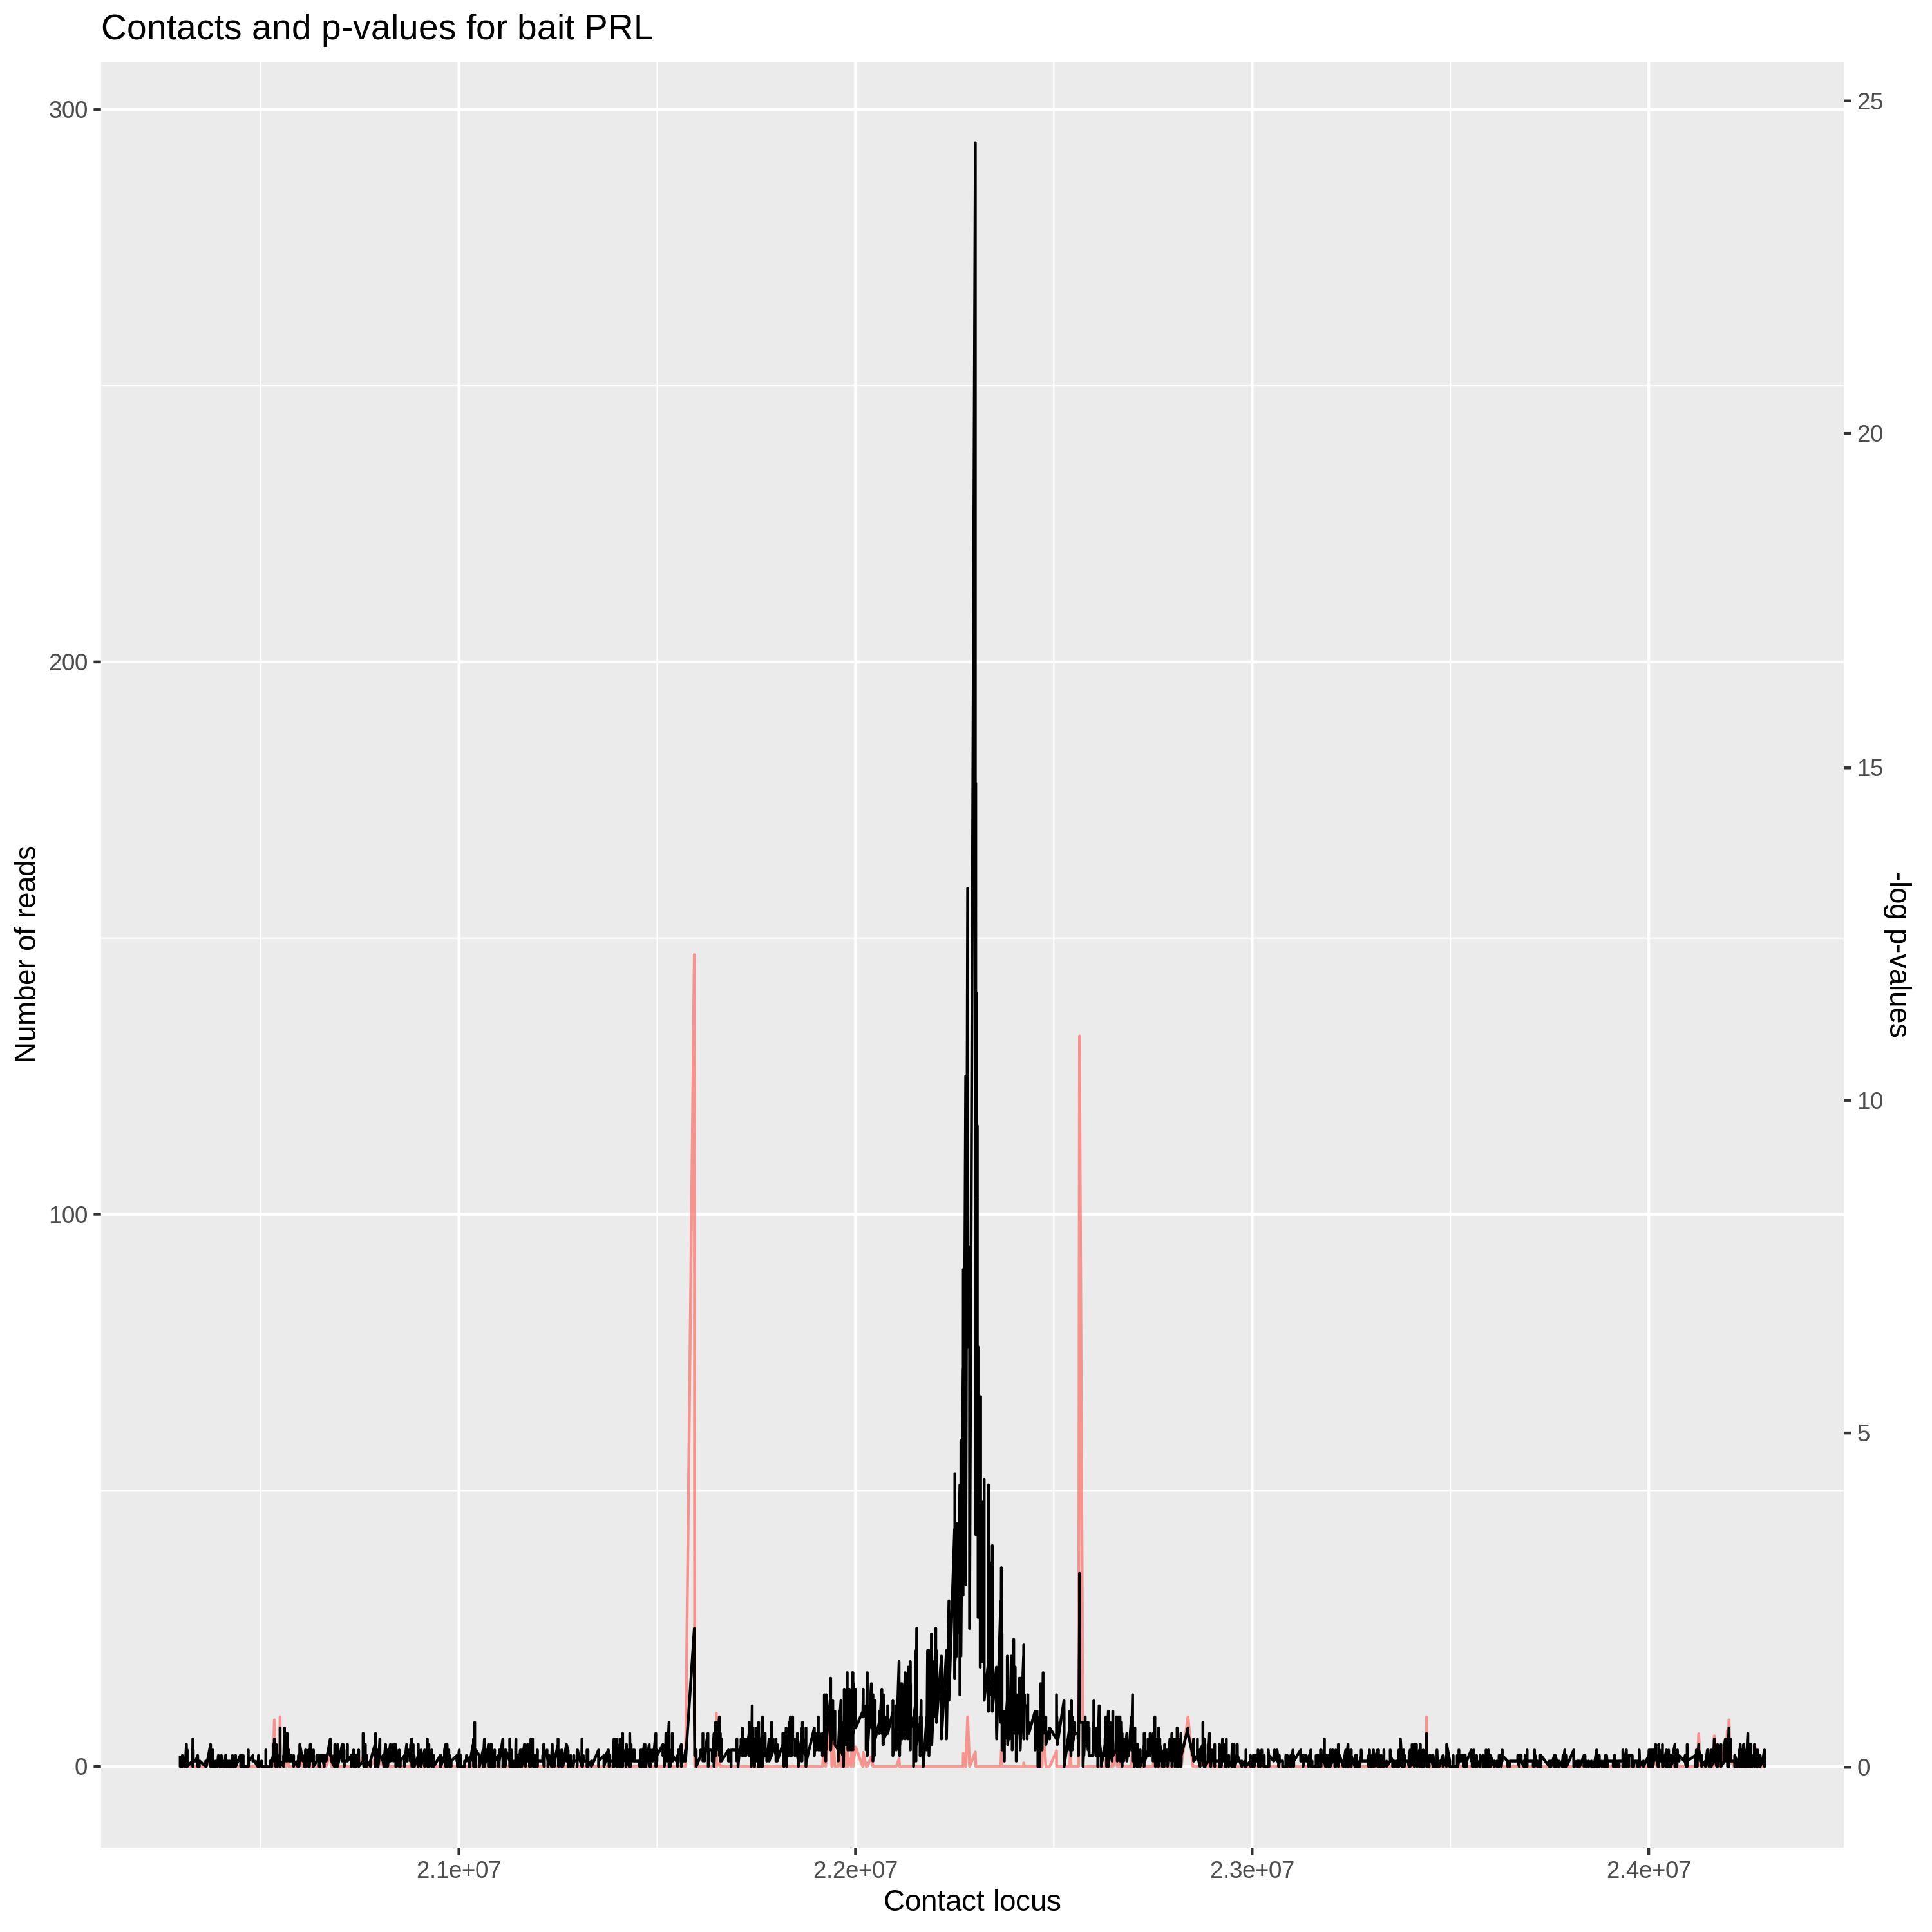 Contacts and p-values for bait PRL
300
200
100
0
25
20
15
10
5
0
Number of reads
-log p-values
2.1e+07
2.2e+07
2.3e+07
2.4e+07
Contact locus